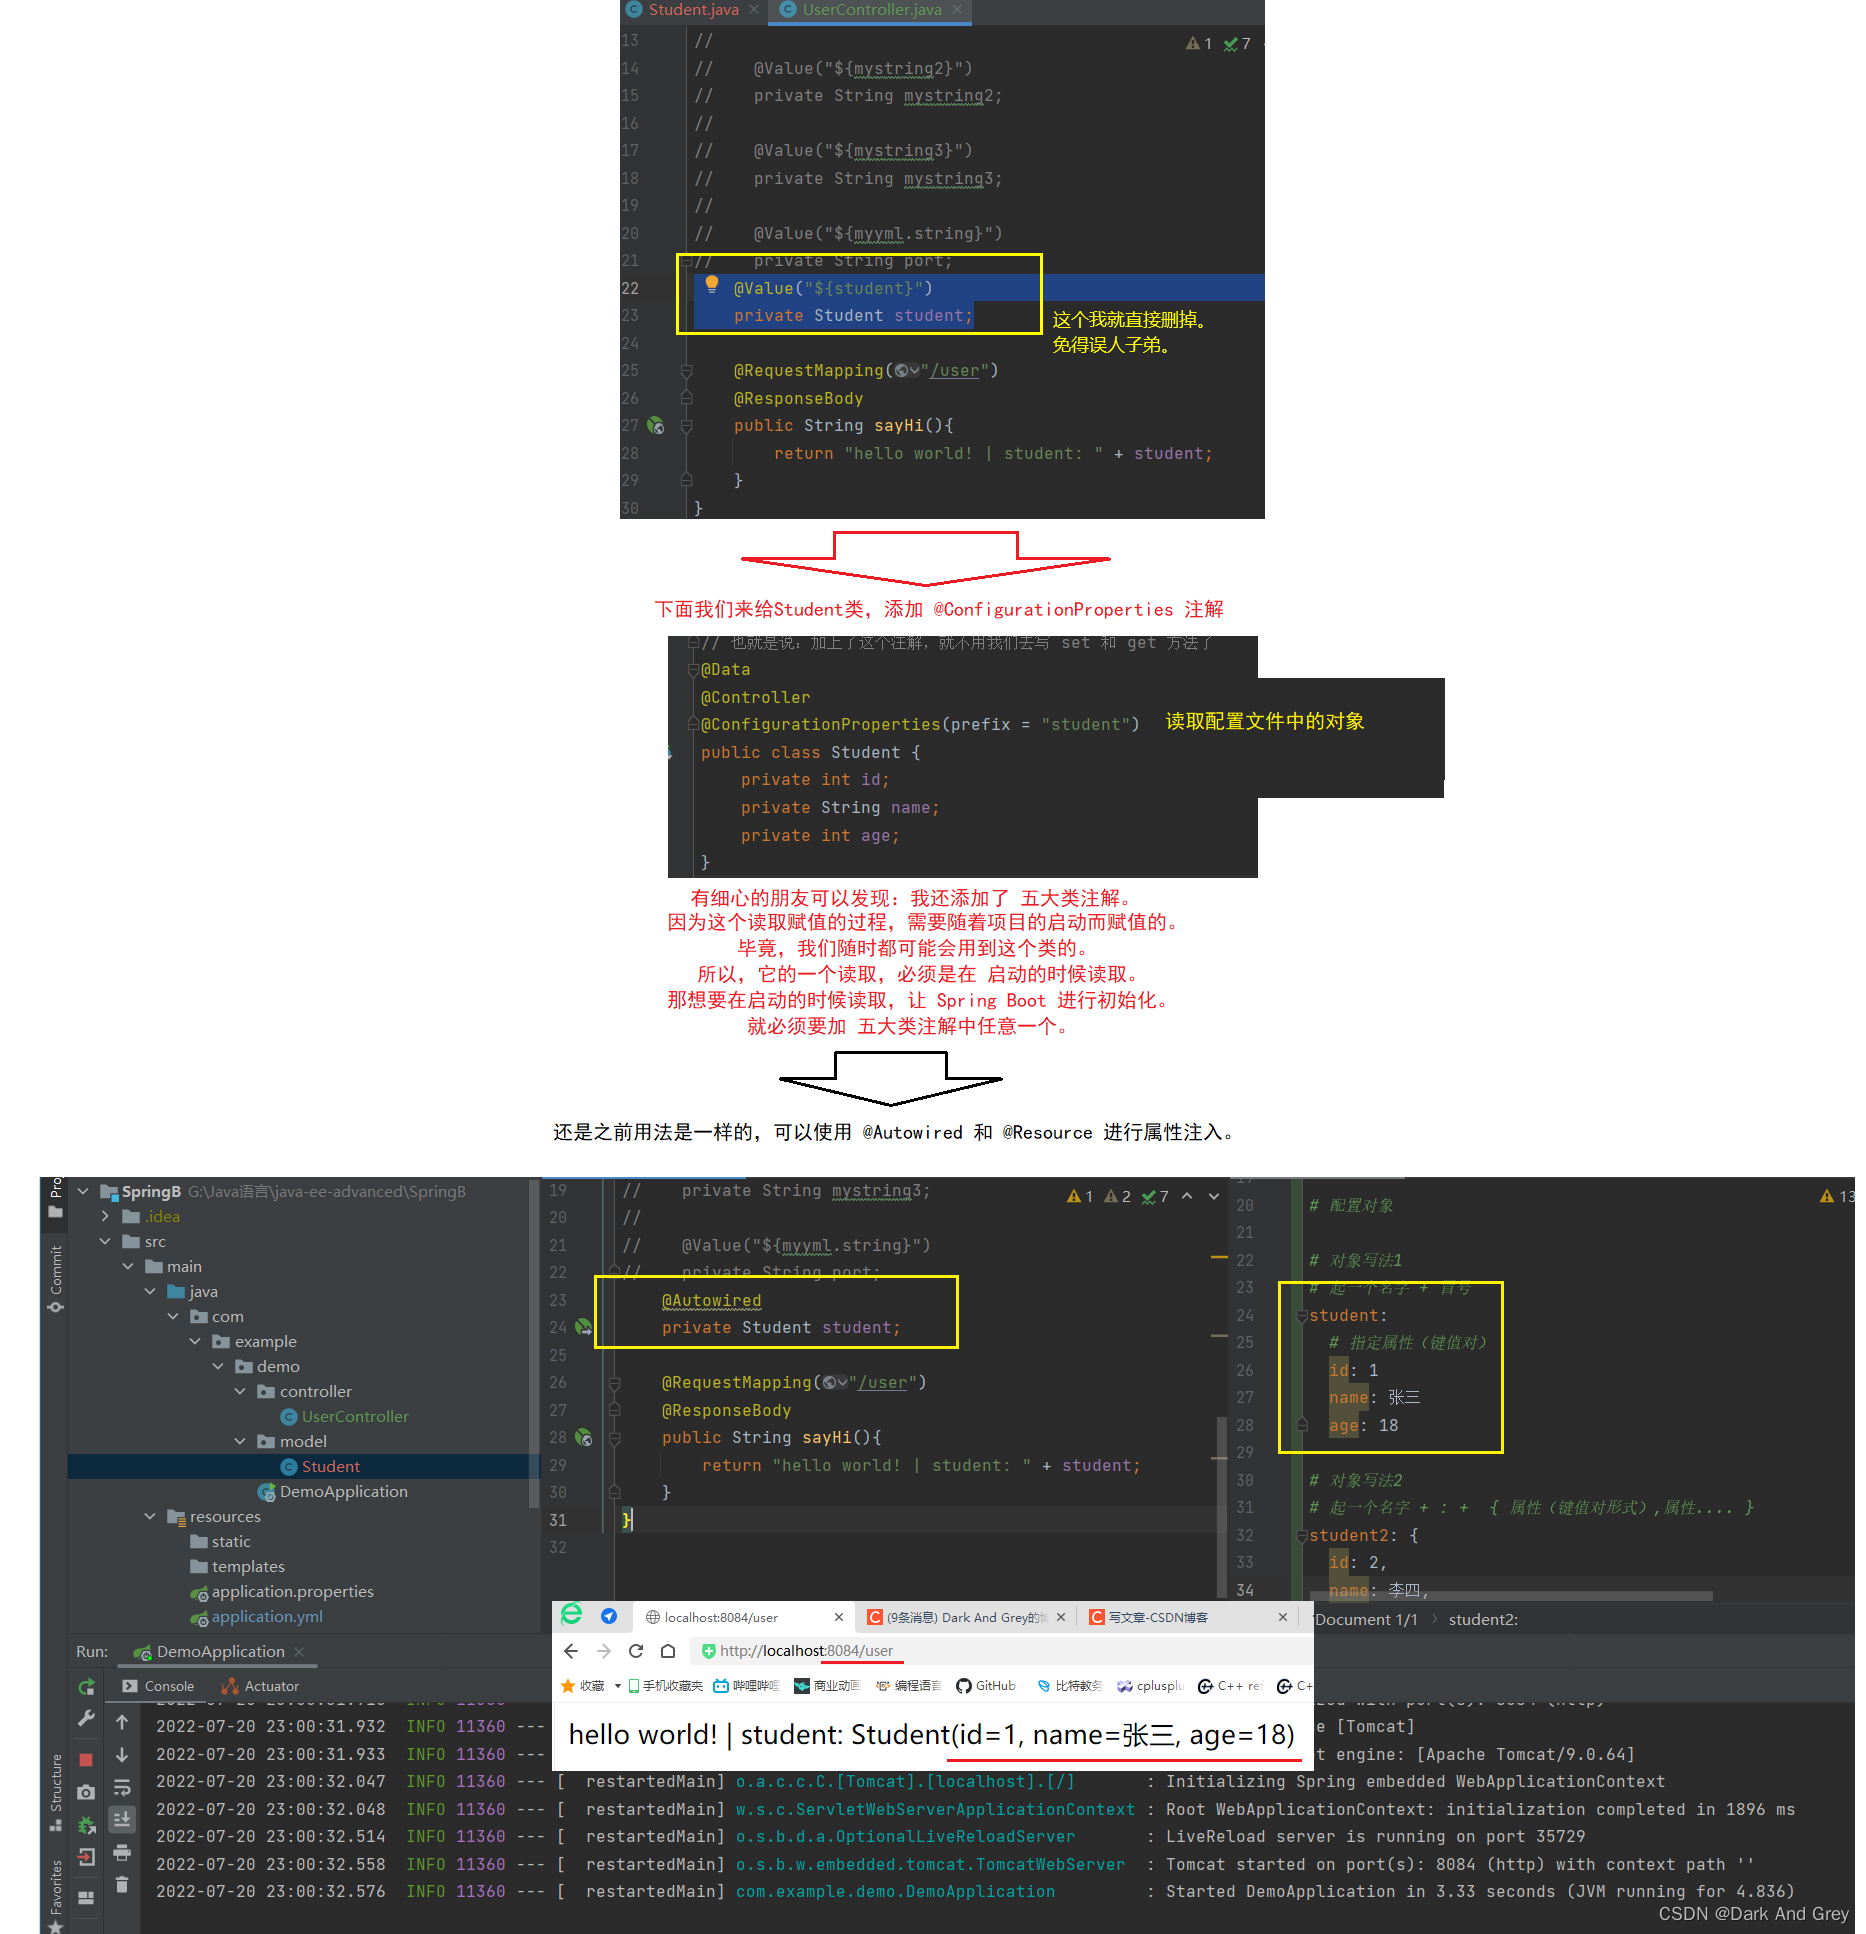 Student.java
UserController.java
1 7
13 //
14 // @Value("${mystring2}")
15 // private String mystring2;
16 //
17 // @Value("${mystring3}")
18 // private String mystring3;
19 //
20 // @Value("${myyml.string}")
21 // private String port;
22 @Value("${student}")
23 private Student student;
这个我就直接删掉。
免得误人子弟。
24
25 @RequestMapping("/user")
26 @ResponseBody
27 public String sayHi(){
28 return "hello world! | student: " + student;
29 }
30 }
下面我们来给Student类，添加 @ConfigurationProperties 注解
// 也就是说：加上了这个注解，就不用我们去写 set 和 get 方法了
@Data
@Controller
@ConfigurationProperties(prefix = "student")
读取配置文件中的对象
public class Student {
private int id;
private String name;
private int age;
}
有细心的朋友可以发现：我还添加了 五大类注解。
因为这个读取赋值的过程，需要随着项目的启动而赋值的。
毕竟，我们随时都可能会用到这个类的。
所以，它的一个读取，必须是在 启动的时候读取。
那想要在启动的时候读取，让 Spring Boot 进行初始化。
就必须要加 五大类注解中任意一个。
还是之前用法是一样的，可以使用 @Autowired 和 @Resource 进行属性注入。
Commit
SpringB G:\Java语言\java-ee-advanced\SpringB
.idea
src
main
java
com
example
demo
controller
UserController
model
Student
DemoApplication
resources
static
templates
application.properties
application.yml
1 2 7
19 // private String mystring3;
20 //
21 // @Value("${myyml.string}")
22 // private String port;
23 @Autowired
24 private Student student;
25
26 @RequestMapping("/user")
27 @ResponseBody
28 public String sayHi(){
29 return "hello world! | student: " + student;
30 }
31 }
32
13
20 # 配置对象
21
22 # 对象写法1
23 # 起一个名字 + 冒号
24 student:
25 # 指定属性（键值对）
26 id: 1
27 name: 张三
28 age: 18
29
30 # 对象写法2
31 # 起一个名字 + : + { 属性（键值对形式）,属性.... }
32 student2: {
33 id: 2,
34 name: 李四,
Document 1/1 student2:
localhost:8084/user
(9条消息) Dark And Grey的博
写文章-CSDN博客
http://localhost:8084/user
收藏 手机收藏夹 哔哩哔哩 商业动画 编程语言 GitHub 比特教务 cplusplu C++ ref C+
hello world! | student: Student(id=1, name=张三, age=18)
Run: DemoApplication
Console Actuator
Structure
Favorites
2022-07-20 23:00:31.932 INFO 11360 ---
[Tomcat]
2022-07-20 23:00:31.933 INFO 11360 ---
t engine: [Apache Tomcat/9.0.64]
2022-07-20 23:00:32.047 INFO 11360 --- [ restartedMain] o.a.c.c.C.[Tomcat].[localhost].[/] : Initializing Spring embedded WebApplicationContext
2022-07-20 23:00:32.048 INFO 11360 --- [ restartedMain] w.s.c.ServletWebServerApplicationContext : Root WebApplicationContext: initialization completed in 1896 ms
2022-07-20 23:00:32.514 INFO 11360 --- [ restartedMain] o.s.b.d.a.OptionalLiveReloadServer : LiveReload server is running on port 35729
2022-07-20 23:00:32.558 INFO 11360 --- [ restartedMain] o.s.b.w.embedded.tomcat.TomcatWebServer : Tomcat started on port(s): 8084 (http) with context path ''
2022-07-20 23:00:32.576 INFO 11360 --- [ restartedMain] com.example.demo.DemoApplication : Started DemoApplication in 3.33 seconds (JVM running for 4.836)
CSDN @Dark And Grey